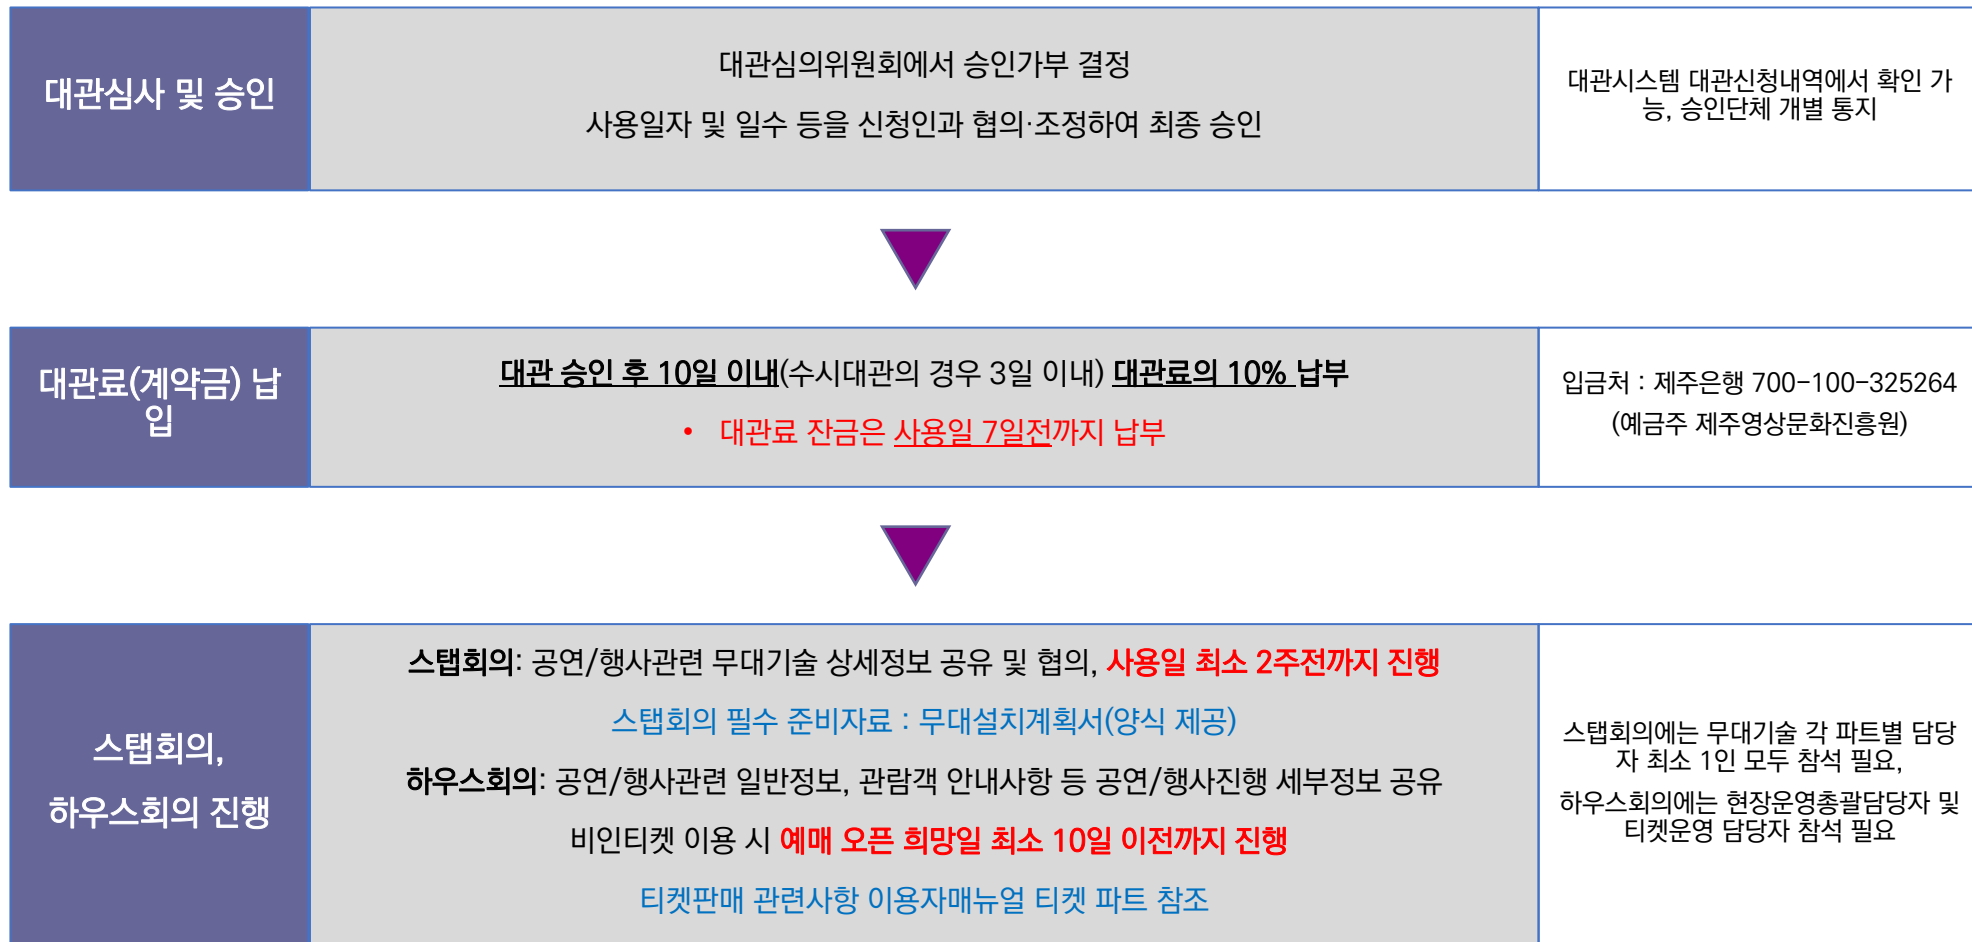 대관심사 및 승인
대관심의위원회에서 승인가부 결정
사용일자 및 일수 등을 신청인과 협의·조정하여 최종 승인
대관시스템 대관신청내역에서 확인 가
능, 승인단체 개별 통지
대관료(계약금) 납
입
대관 승인 후 10일 이내(수시대관의 경우 3일 이내) 대관료의 10% 납부
• 대관료 잔금은 사용일 7일전까지 납부
입금처 : 제주은행 700-100-325264
(예금주 제주영상문화진흥원)
스탭회의,
하우스회의 진행
스탭회의: 공연/행사관련 무대기술 상세정보 공유 및 협의, 사용일 최소 2주전까지 진행
스탭회의 필수 준비자료 : 무대설치계획서(양식 제공)
하우스회의: 공연/행사관련 일반정보, 관람객 안내사항 등 공연/행사진행 세부정보 공유
비인티켓 이용 시 예매 오픈 희망일 최소 10일 이전까지 진행
티켓판매 관련사항 이용자매뉴얼 티켓 파트 참조
스탭회의에는 무대기술 각 파트별 담당
자 최소 1인 모두 참석 필요,
하우스회의에는 현장운영총괄담당자 및
티켓운영 담당자 참석 필요